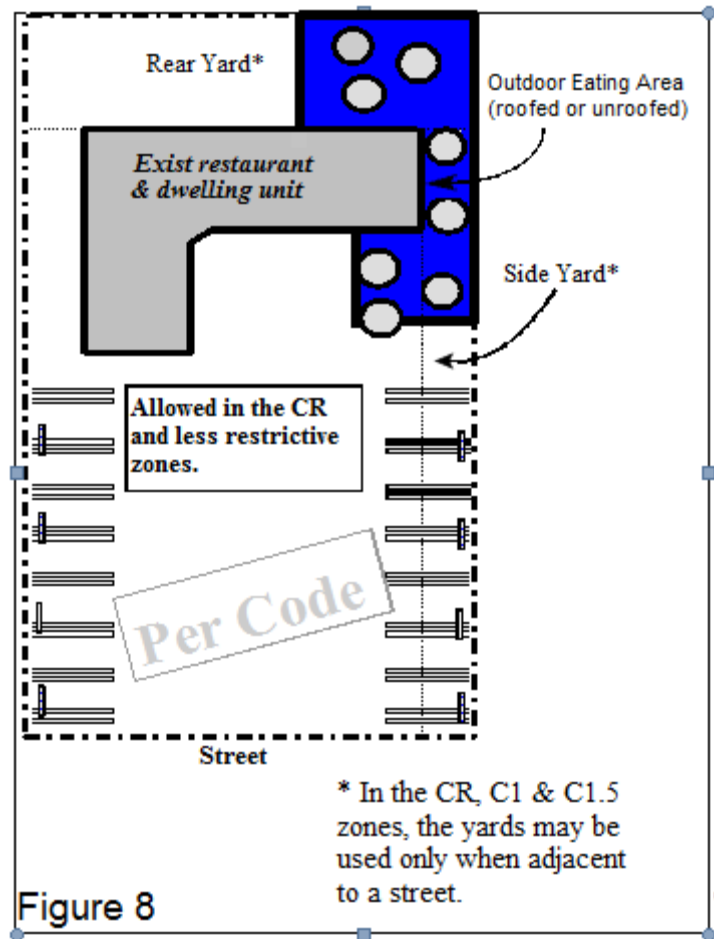 Rear Yard*
Outdoor Eating Area
(roofed or unroofed)
Exist restaurant
& dwelling unit
Side Yard*
Allowed in the CR
and less restrictive
zones.
Per Code
Street
* In the CR, C1 & C1.5
zones, the yards may be
used only when adjacent
to a street.
Figure 8